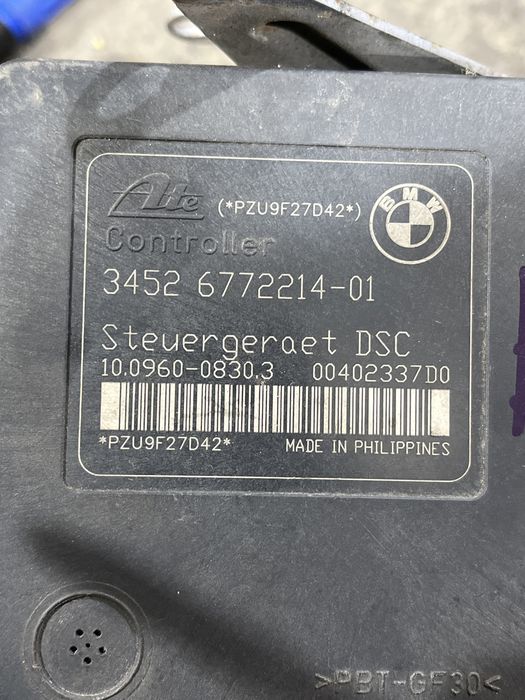 Ate (*PZU9F27D42*)
BMW
Controller
3452 6772214-01
Steuergeraet DSC
10.0960-0830.3 00402337D0
*PZU9F27D42* MADE IN PHILIPPINES
>PBT-GF30<